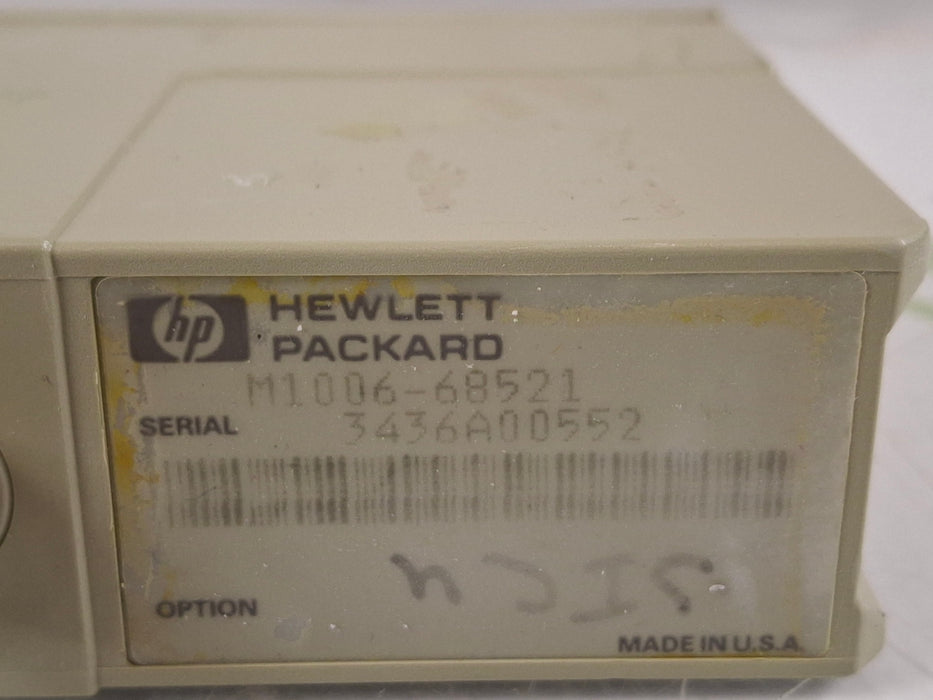 hp HEWLETT
PACKARD
M1006-68521
SERIAL 3436A00552
OPTION
MADE IN U.S.A.